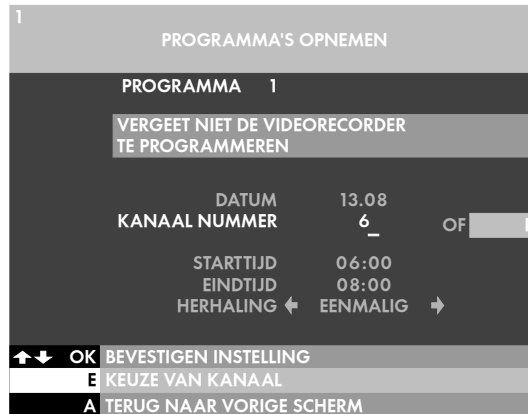 1
PROGRAMMA'S OPNEMEN
PROGRAMMA 1
VERGEET NIET DE VIDEORECORDER
TE PROGRAMMEREN
DATUM 13.08
KANAAL NUMMER 6_ OF
STARTTIJD 06:00
EINDTIJD 08:00
HERHALING EENMALIG
OK BEVESTIGEN INSTELLING
E KEUZE VAN KANAAL
A TERUG NAAR VORIGE SCHERM